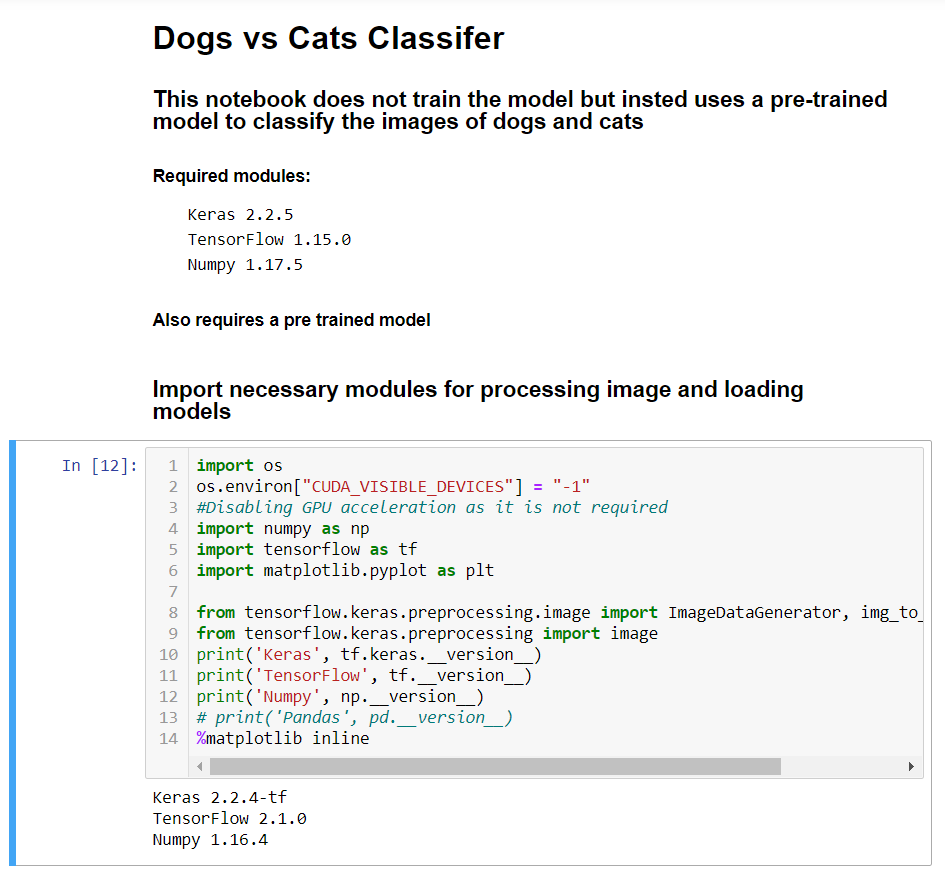 Dogs vs Cats Classifer
This notebook does not train the model but insted uses a pre-trained
model to classify the images of dogs and cats
Required modules:
Keras 2.2.5
TensorFlow 1.15.0
Numpy 1.17.5
Also requires a pre trained model
Import necessary modules for processing image and loading
models
In [12]:
1 import os
2 os.environ["CUDA_VISIBLE_DEVICES"] = "-1"
3 #Disabling GPU acceleration as it is not required
4 import numpy as np
5 import tensorflow as tf
6 import matplotlib.pyplot as plt
7
8 from tensorflow.keras.preprocessing.image import ImageDataGenerator, img_to_
9 from tensorflow.keras.preprocessing import image
10 print('Keras', tf.keras.__version__)
11 print('TensorFlow', tf.__version__)
12 print('Numpy', np.__version__)
13 # print('Pandas', pd.__version__)
14 %matplotlib inline
Keras 2.2.4-tf
TensorFlow 2.1.0
Numpy 1.16.4